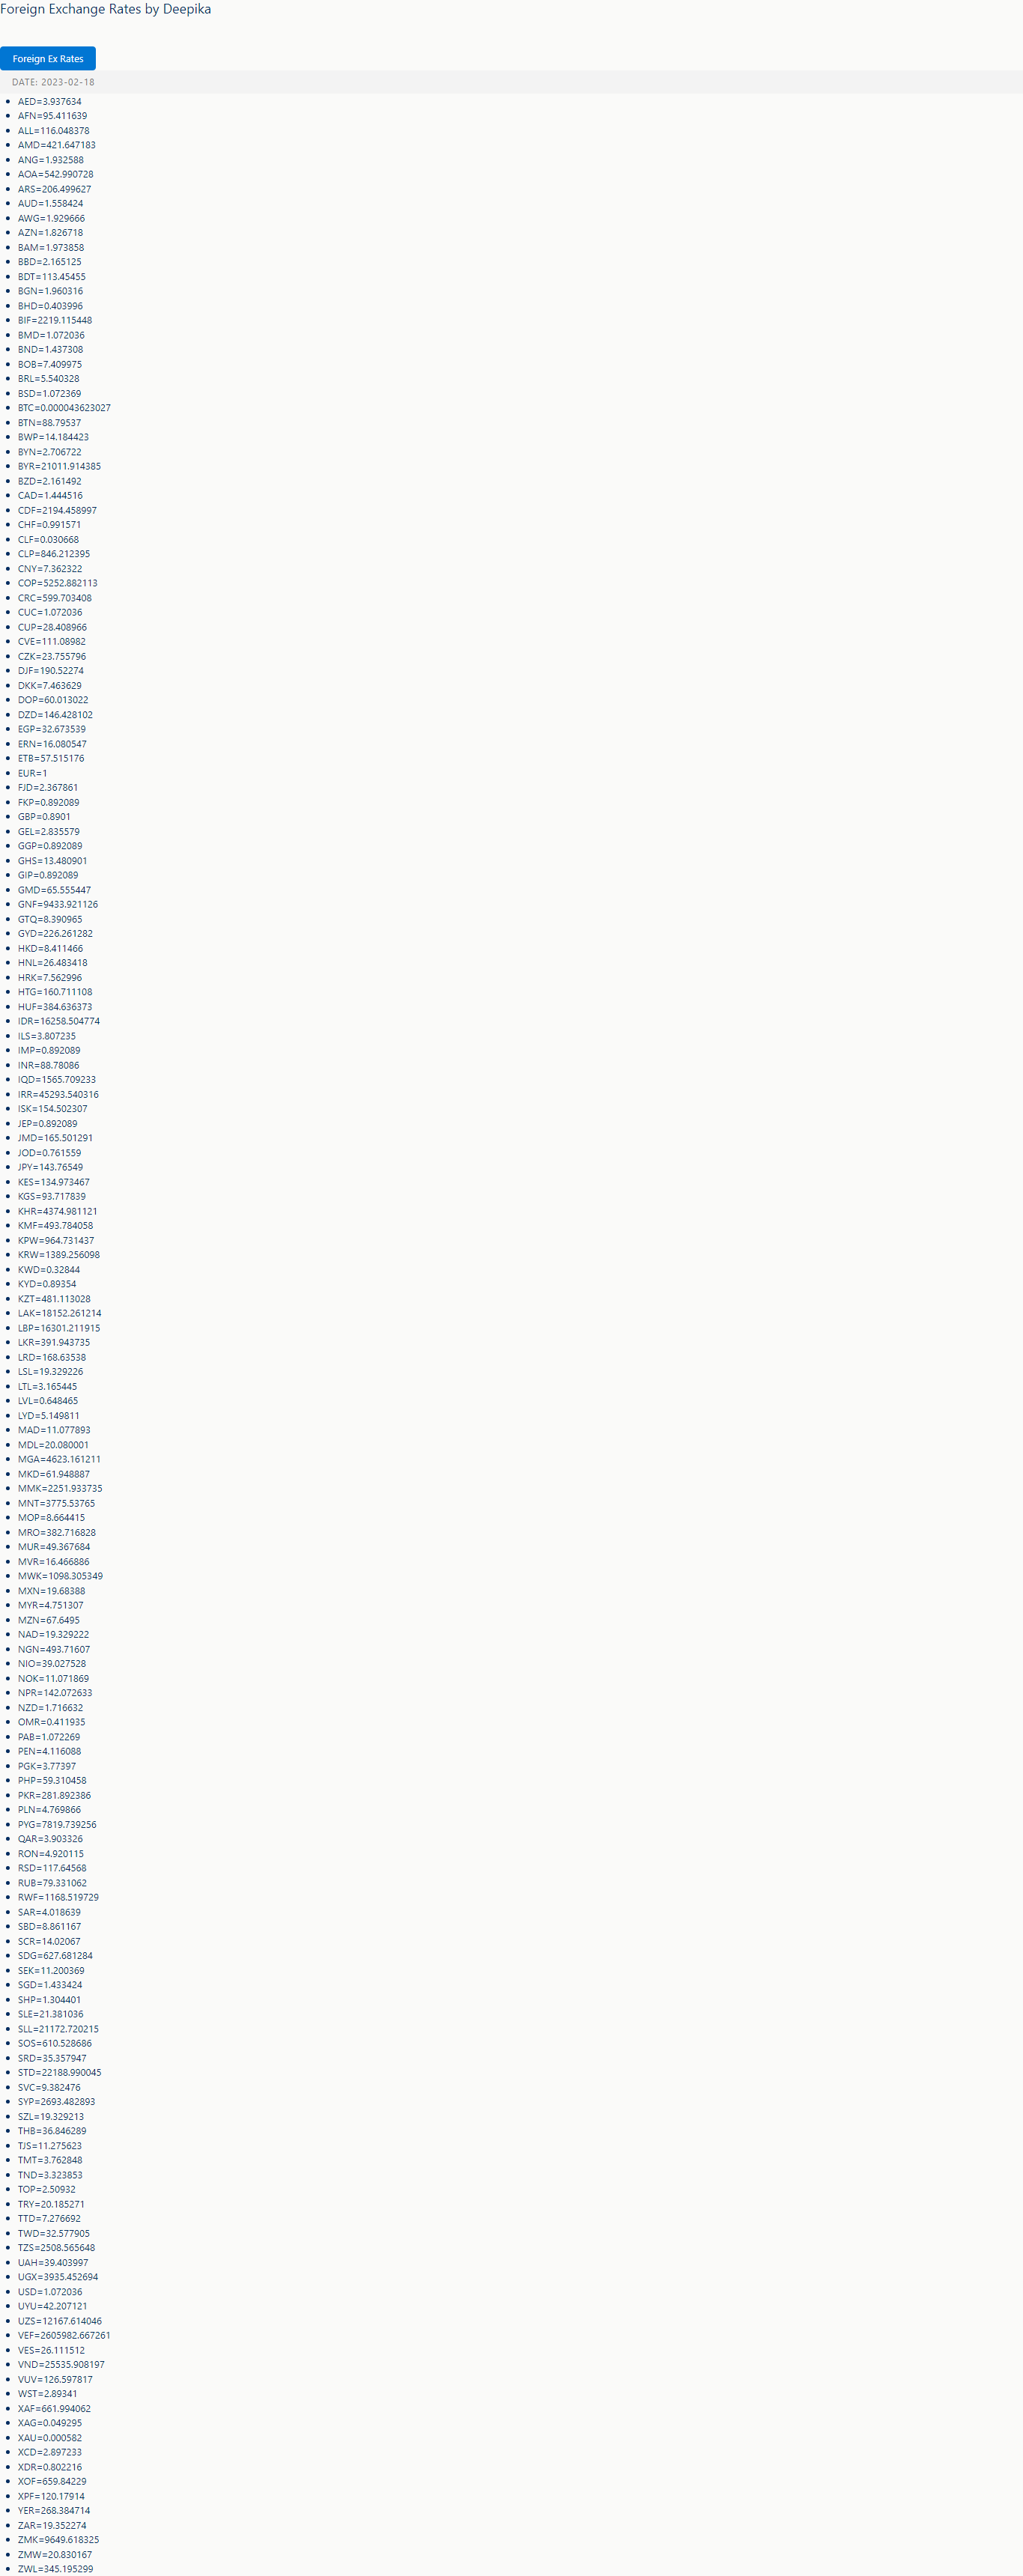 Foreign Exchange Rates by Deepika
Foreign Ex Rates
DATE: 2023-02-18
AED=3.937634
AFN=95.411639
ALL=116.048378
AMD=421.647183
ANG=1.932588
AOA=542.990728
ARS=206.499627
AUD=1.558424
AWG=1.929666
AZN=1.826718
BAM=1.973858
BBD=2.165125
BDT=113.45455
BGN=1.960316
BHD=0.403996
BIF=2219.115448
BMD=1.072036
BND=1.437308
BOB=7.409975
BRL=5.540328
BSD=1.072369
BTC=0.000043623027
BTN=88.79537
BWP=14.184423
BYN=2.706722
BYR=21011.914385
BZD=2.161492
CAD=1.444516
CDF=2194.458997
CHF=0.991571
CLF=0.030668
CLP=846.212395
CNY=7.362322
COP=5252.882113
CRC=599.703408
CUC=1.072036
CUP=28.408966
CVE=111.08982
CZK=23.755796
DJF=190.52274
DKK=7.463629
DOP=60.013022
DZD=146.428102
EGP=32.673539
ERN=16.080547
ETB=57.515176
EUR=1
FJD=2.367861
FKP=0.892089
GBP=0.8901
GEL=2.835579
GGP=0.892089
GHS=13.480901
GIP=0.892089
GMD=65.555447
GNF=9433.921126
GTQ=8.390965
GYD=226.261282
HKD=8.411466
HNL=26.483418
HRK=7.562996
HTG=160.711108
HUF=384.636373
IDR=16258.504774
ILS=3.807235
IMP=0.892089
INR=88.78086
IQD=1565.709233
IRR=45293.540316
ISK=154.502307
JEP=0.892089
JMD=165.501291
JOD=0.761559
JPY=143.76549
KES=134.973467
KGS=93.717839
KHR=4374.981121
KMF=493.784058
KPW=964.731437
KRW=1389.256098
KWD=0.32844
KYD=0.89354
KZT=481.113028
LAK=18152.261214
LBP=16301.211915
LKR=391.943735
LRD=168.63538
LSL=19.329226
LTL=3.165445
LVL=0.648465
LYD=5.149811
MAD=11.077893
MDL=20.080001
MGA=4623.161211
MKD=61.948887
MMK=2251.933735
MNT=3775.53765
MOP=8.664415
MRO=382.716828
MUR=49.367684
MVR=16.466886
MWK=1098.305349
MXN=19.68388
MYR=4.751307
MZN=67.6495
NAD=19.329222
NGN=493.71607
NIO=39.027528
NOK=11.071869
NPR=142.072633
NZD=1.716632
OMR=0.411935
PAB=1.072269
PEN=4.116088
PGK=3.77397
PHP=59.310458
PKR=281.892386
PLN=4.769866
PYG=7819.739256
QAR=3.903326
RON=4.920115
RSD=117.64568
RUB=79.331062
RWF=1168.519729
SAR=4.018639
SBD=8.861167
SCR=14.02067
SDG=627.681284
SEK=11.200369
SGD=1.433424
SHP=1.304401
SLE=21.381036
SLL=21172.720215
SOS=610.528686
SRD=35.357947
STD=22188.990045
SVC=9.382476
SYP=2693.482893
SZL=19.329213
THB=36.846289
TJS=11.275623
TMT=3.762848
TND=3.323853
TOP=2.50932
TRY=20.185271
TTD=7.276692
TWD=32.577905
TZS=2508.565648
UAH=39.403997
UGX=3935.452694
USD=1.072036
UYU=42.207121
UZS=12167.614046
VEF=2605982.667261
VES=26.111512
VND=25535.908197
VUV=126.597817
WST=2.89341
XAF=661.994062
XAG=0.049295
XAU=0.000582
XCD=2.897233
XDR=0.802216
XOF=659.84229
XPF=120.17914
YER=268.384714
ZAR=19.352274
ZMK=9649.618325
ZMW=20.830167
ZWL=345.195299